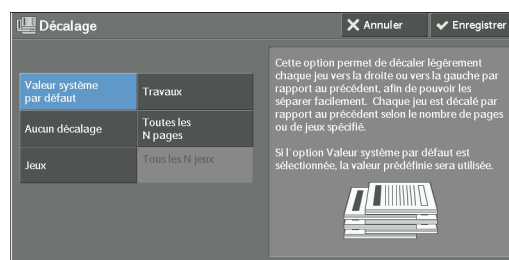 Décalage
Annuler
Enregistrer
Valeur système
par défaut
Travaux
Aucun décalage
Toutes les
N pages
Jeux
Tous les N jeux
Cette option permet de décaler légèrement
chaque jeu vers la droite ou vers la gauche par
rapport au précédent, afin de pouvoir les
séparer facilement. Chaque jeu est décalé par
rapport au précédent selon le nombre de pages
ou de jeux spécifié.
Si l'option Valeur système par défaut est
sélectionnée, la valeur prédéfinie sera utilisée.